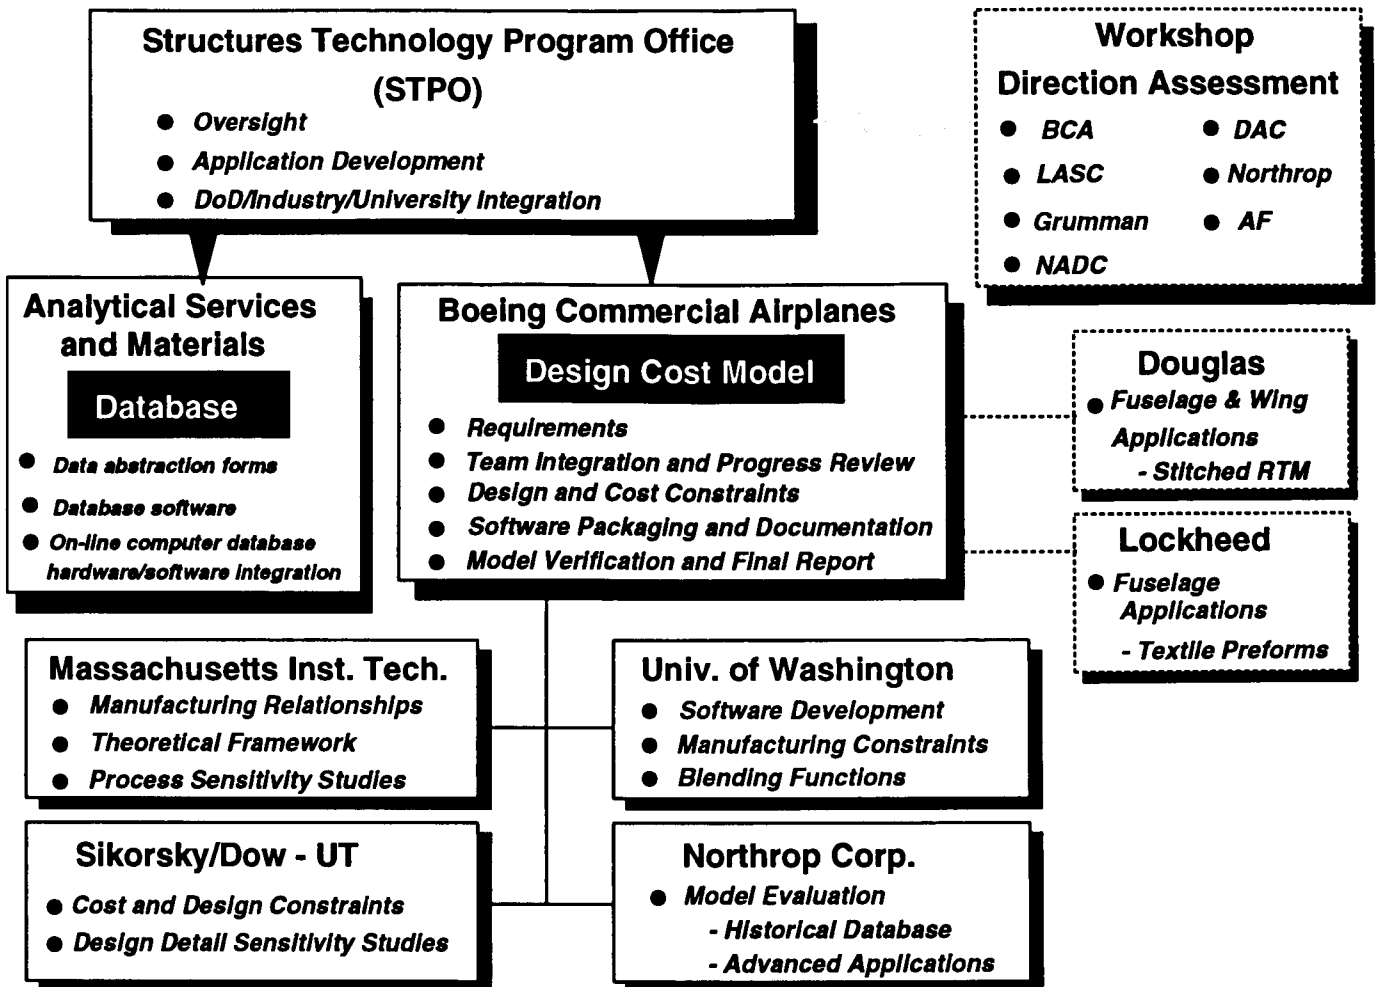 Structures Technology Program Office
(STPO)
● Oversight
● Application Development
● DoD/Industry/University Integration
Workshop
Direction Assessment
● BCA
● DAC
● LASC
● Northrop
● Grumman
● AF
● NADC
Analytical Services
and Materials
Database
● Data abstraction forms
● Database software
● On-line computer database
hardware/software integration
Boeing Commercial Airplanes
Design Cost Model
● Requirements
● Team Integration and Progress Review
● Design and Cost Constraints
● Software Packaging and Documentation
● Model Verification and Final Report
Douglas
● Fuselage & Wing
Applications
- Stitched RTM
Lockheed
● Fuselage
Applications
- Textile Preforms
Massachusetts Inst. Tech.
● Manufacturing Relationships
● Theoretical Framework
● Process Sensitivity Studies
Univ. of Washington
● Software Development
● Manufacturing Constraints
● Blending Functions
Sikorsky/Dow - UT
● Cost and Design Constraints
● Design Detail Sensitivity Studies
Northrop Corp.
● Model Evaluation
- Historical Database
- Advanced Applications